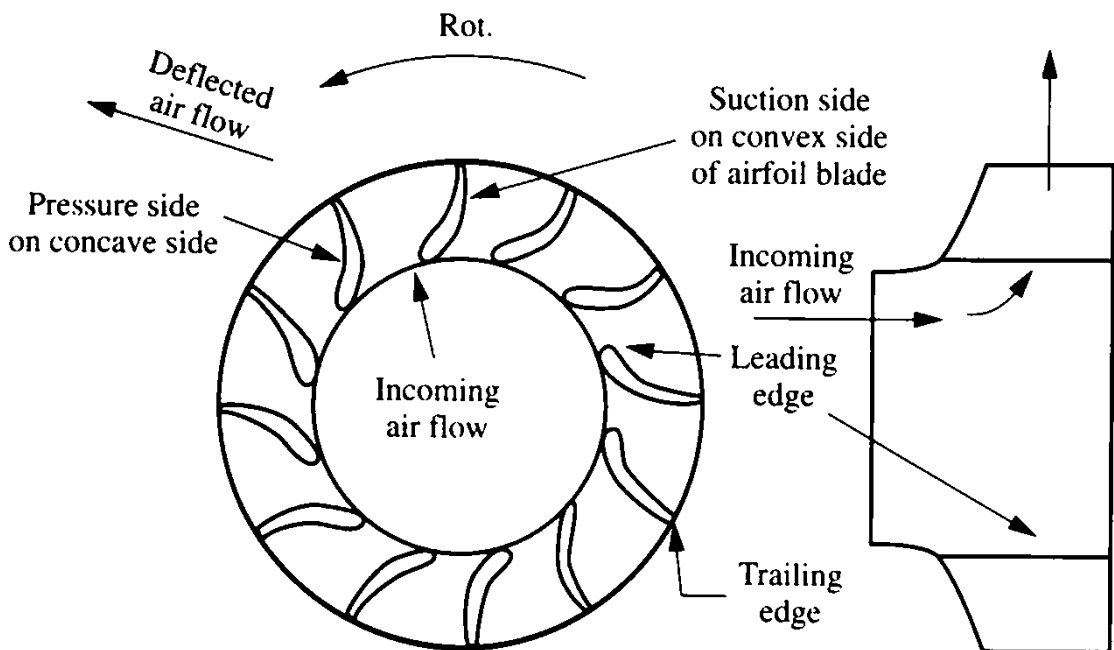 Rot.
Deflected
air flow
Suction side
on convex side
of airfoil blade
Pressure side
on concave side
Incoming
air flow
Incoming
air flow
Leading
edge
Trailing
edge